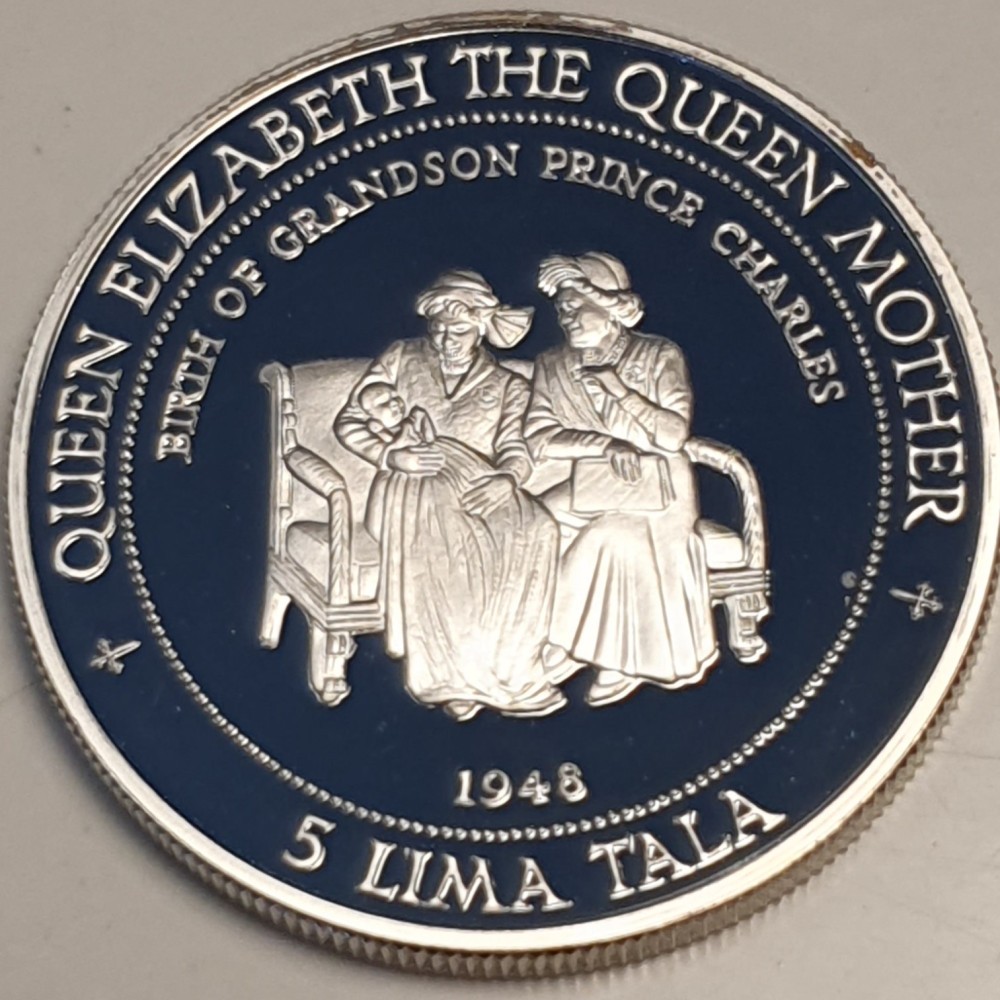 QUEEN ELIZABETH THE QUEEN MOTHER
BIRTH OF GRANDSON PRINCE CHARLES
1948
5 LIMA TALA